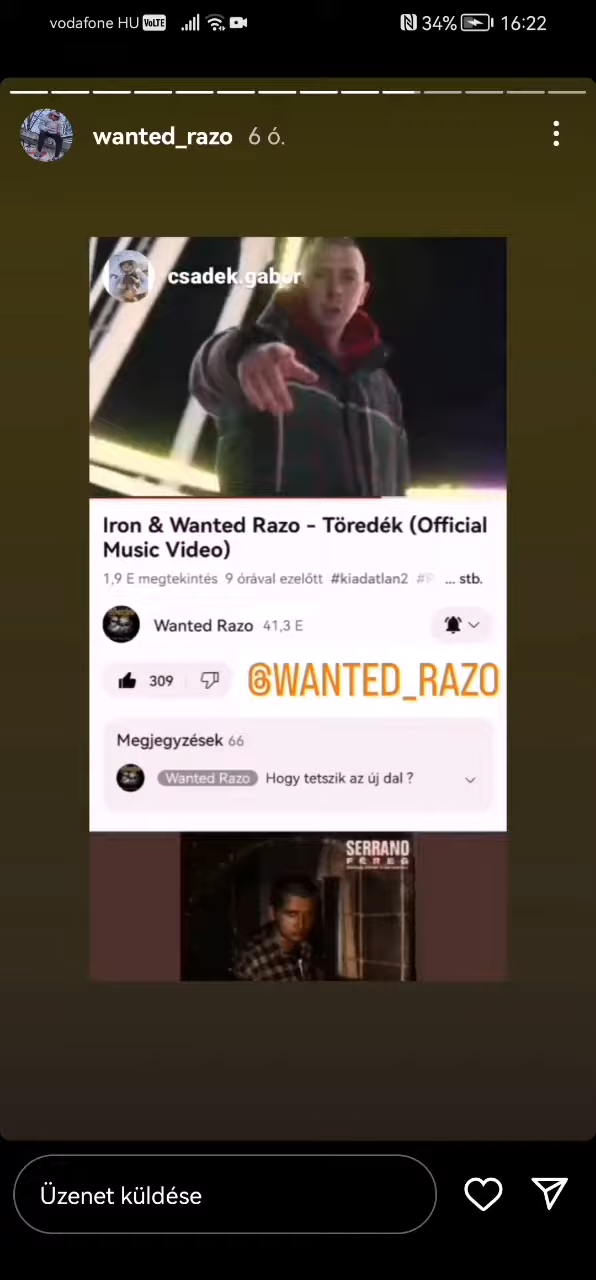 vodafone HU VoLTE 34% 16:22
wanted_razo 6 ó.
csadek.gabor
Iron & Wanted Razo - Töredék (Official
Music Video)
1,9 E megtekintés 9 órával ezelőtt #kiadatlan2 ... stb.
Wanted Razo 41,3 E
309
@WANTED_RAZO
Megjegyzések 66
Wanted Razo Hogy tetszik az új dal ?
SERRANO
FÉREG
Üzenet küldése